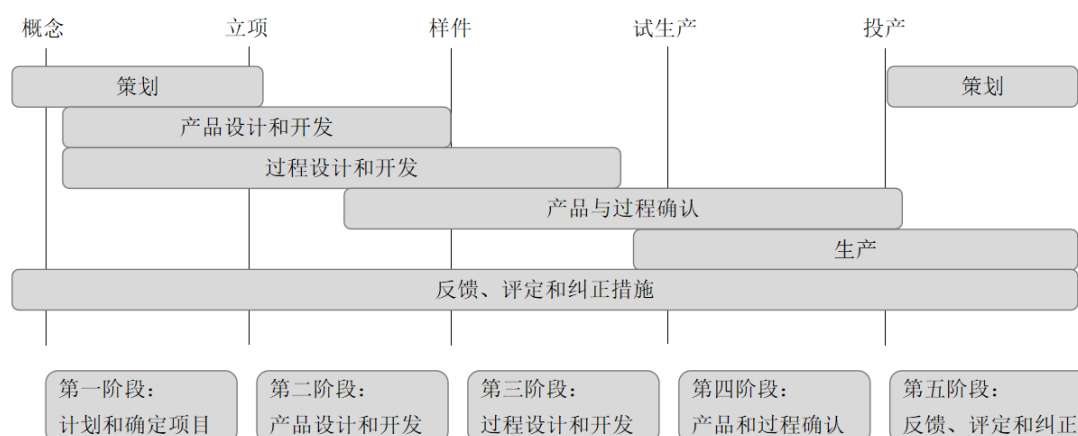 概念 立项 样件 试生产 投产
策划 策划
产品设计和开发
过程设计和开发
产品与过程确认
生产
反馈、评定和纠正措施
第一阶段：
计划和确定项目
第二阶段：
产品设计和开发
第三阶段：
过程设计和开发
第四阶段：
产品和过程确认
第五阶段：
反馈、评定和纠正